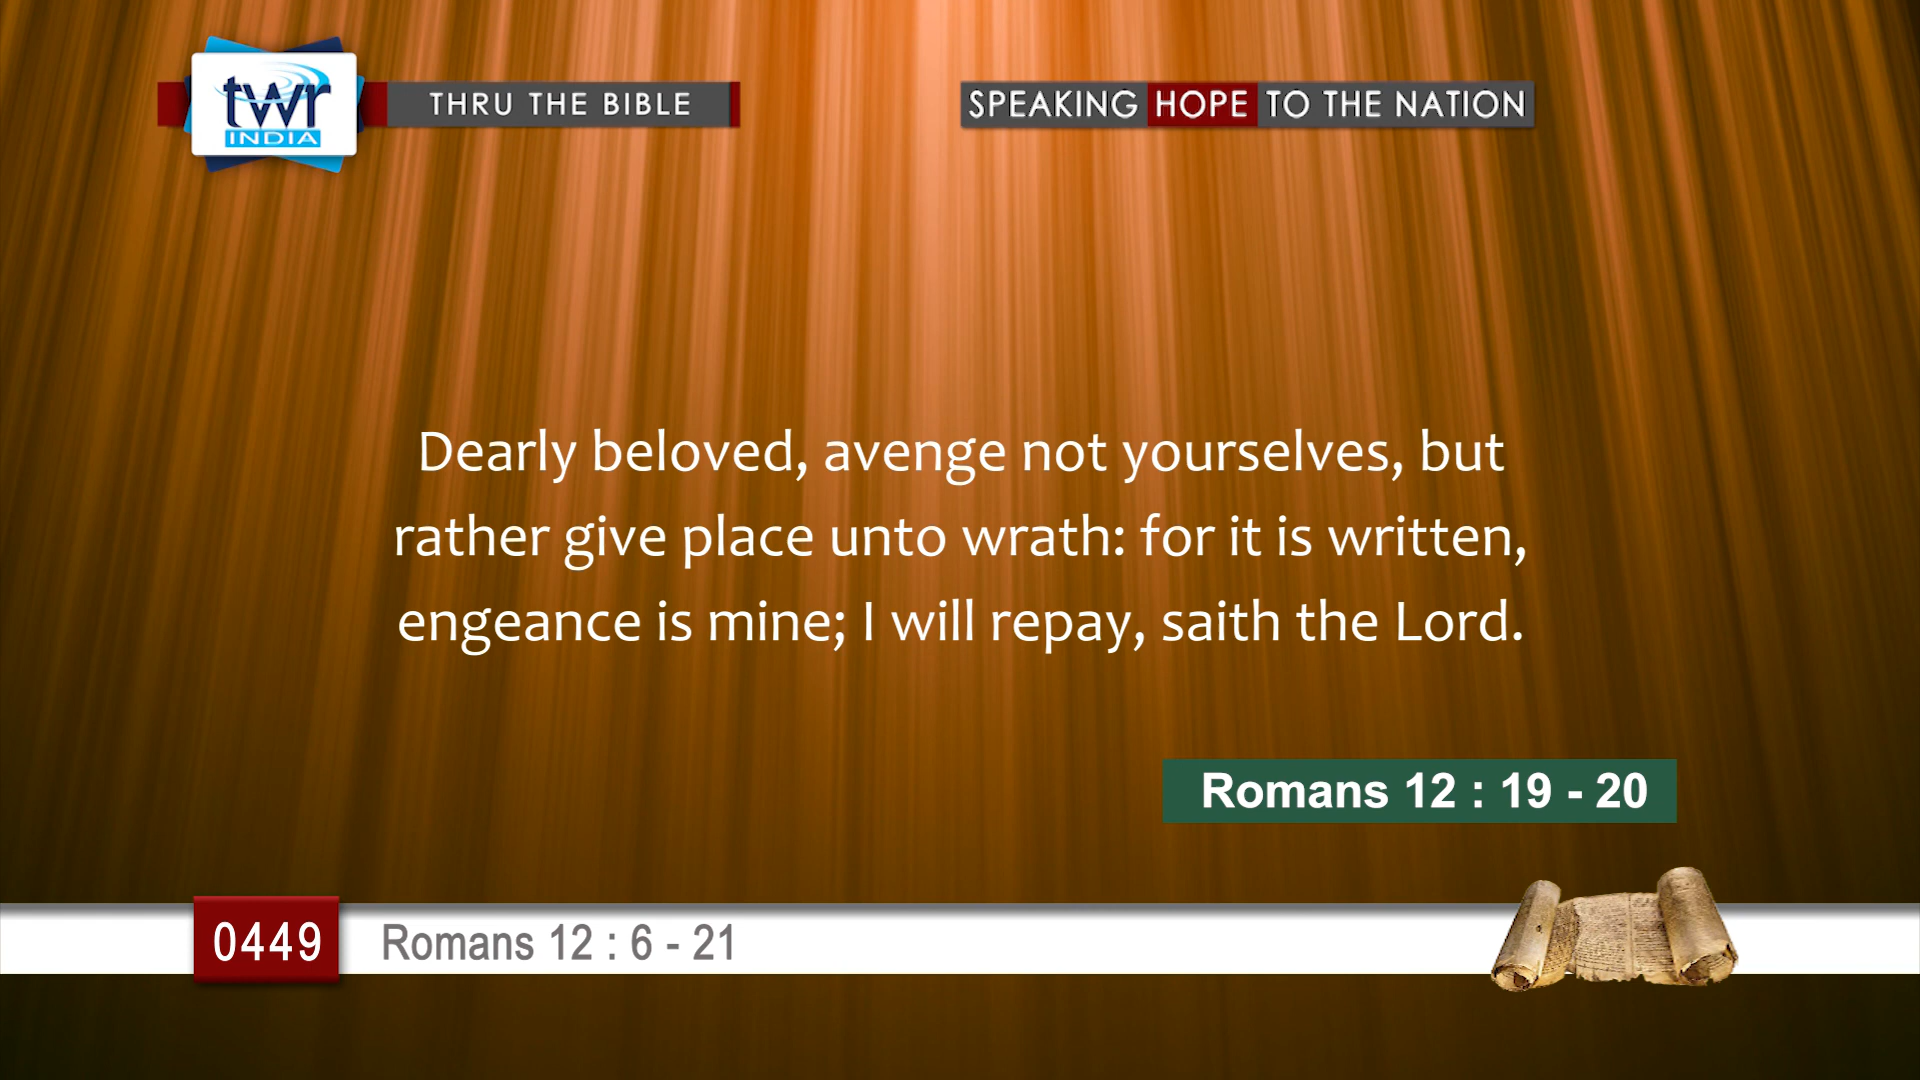 twr
INDIA
THRU THE BIBLE
SPEAKING HOPE TO THE NATION
Dearly beloved, avenge not yourselves, but
rather give place unto wrath: for it is written,
engeance is mine; I will repay, saith the Lord.
Romans 12 : 19 - 20
0449
Romans 12 : 6 - 21